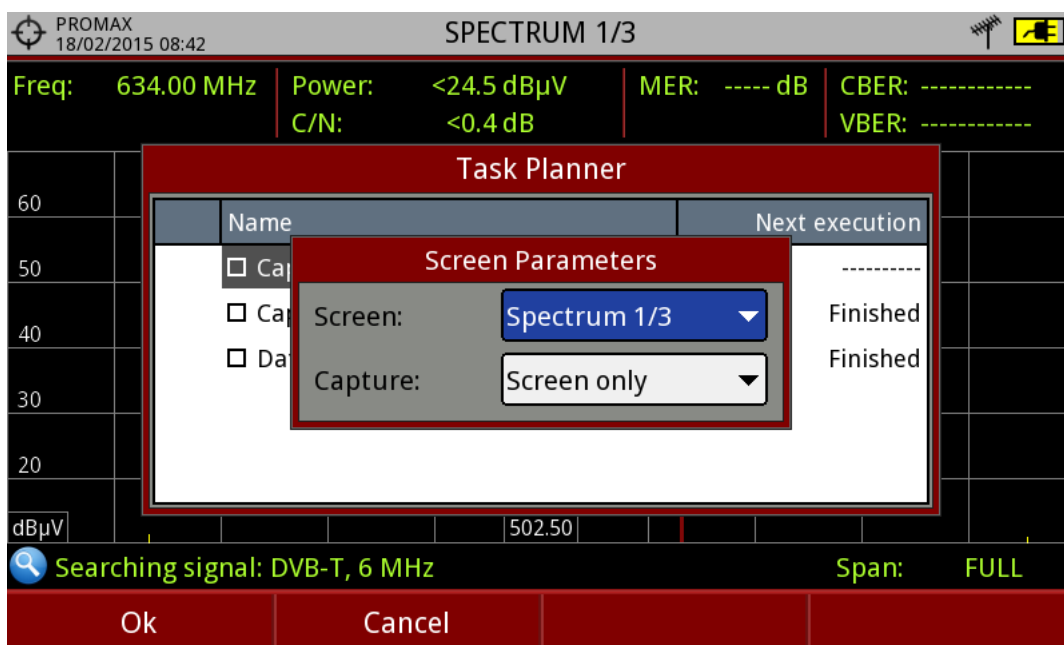 PROMAX
18/02/2015 08:42
SPECTRUM 1/3
Freq: 634.00 MHz
Power: <24.5 dBµV
MER: ----- dB
CBER: ------------
C/N: <0.4 dB
VBER: ------------
Task Planner
Name
Next execution
Ca
----------
Ca
Finished
Da
Finished
Screen Parameters
Screen: Spectrum 1/3
Capture: Screen only
60
50
40
30
20
dBµV
502.50
Searching signal: DVB-T, 6 MHz
Span: FULL
Ok
Cancel